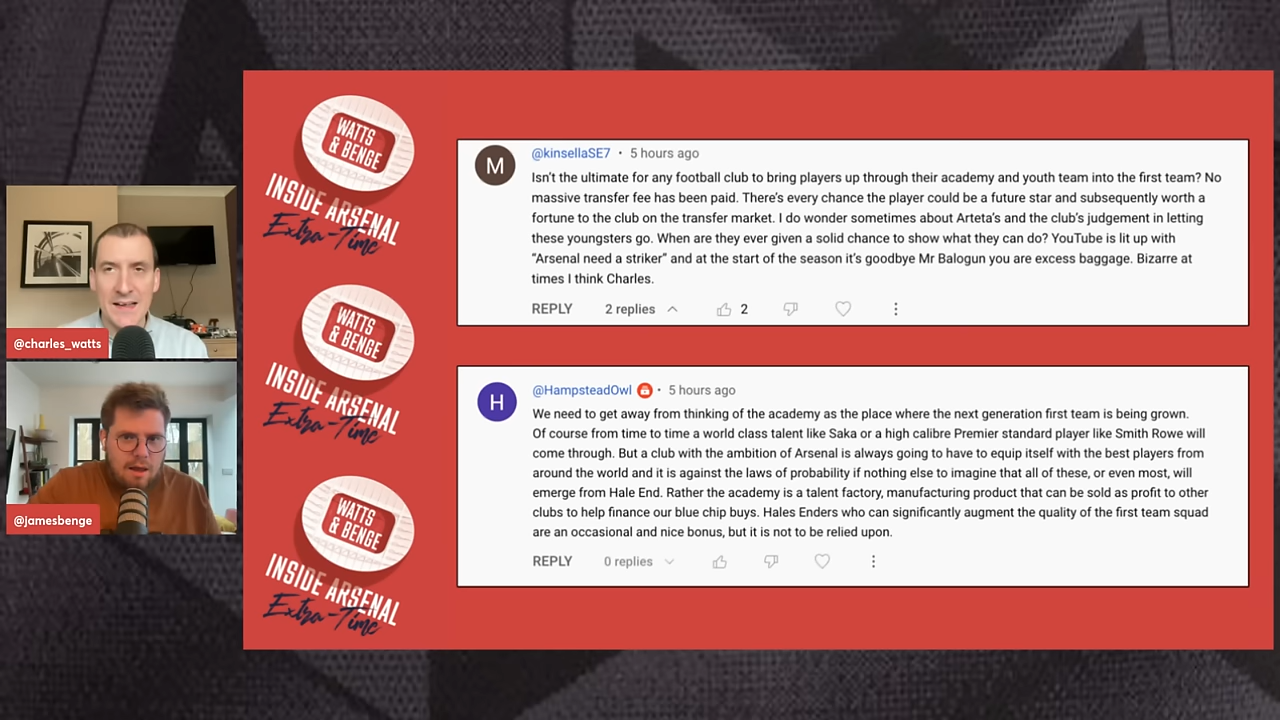 WATTS
& BENGE
INSIDE ARSENAL
Extra-Time
WATTS
& BENGE
INSIDE ARSENAL
Extra-Time
WATTS
& BENGE
INSIDE ARSENAL
Extra-Time
@charles_watts
@jamesbenge
M
@kinsellaSE7 • 5 hours ago
Isn’t the ultimate for any football club to bring players up through their academy and youth team into the first team? No
massive transfer fee has been paid. There’s every chance the player could be a future star and subsequently worth a
fortune to the club on the transfer market. I do wonder sometimes about Arteta’s and the club’s judgement in letting
these youngsters go. When are they ever given a solid chance to show what they can do? YouTube is lit up with
“Arsenal need a striker” and at the start of the season it’s goodbye Mr Balogun you are excess baggage. Bizarre at
times I think Charles.
REPLY 2 replies 2
H
@HampsteadOwl • 5 hours ago
We need to get away from thinking of the academy as the place where the next generation first team is being grown.
Of course from time to time a world class talent like Saka or a high calibre Premier standard player like Smith Rowe will
come through. But a club with the ambition of Arsenal is always going to have to equip itself with the best players from
around the world and it is against the laws of probability if nothing else to imagine that all of these, or even most, will
emerge from Hale End. Rather the academy is a talent factory, manufacturing product that can be sold as profit to other
clubs to help finance our blue chip buys. Hales Enders who can significantly augment the quality of the first team squad
are an occasional and nice bonus, but it is not to be relied upon.
REPLY 0 replies